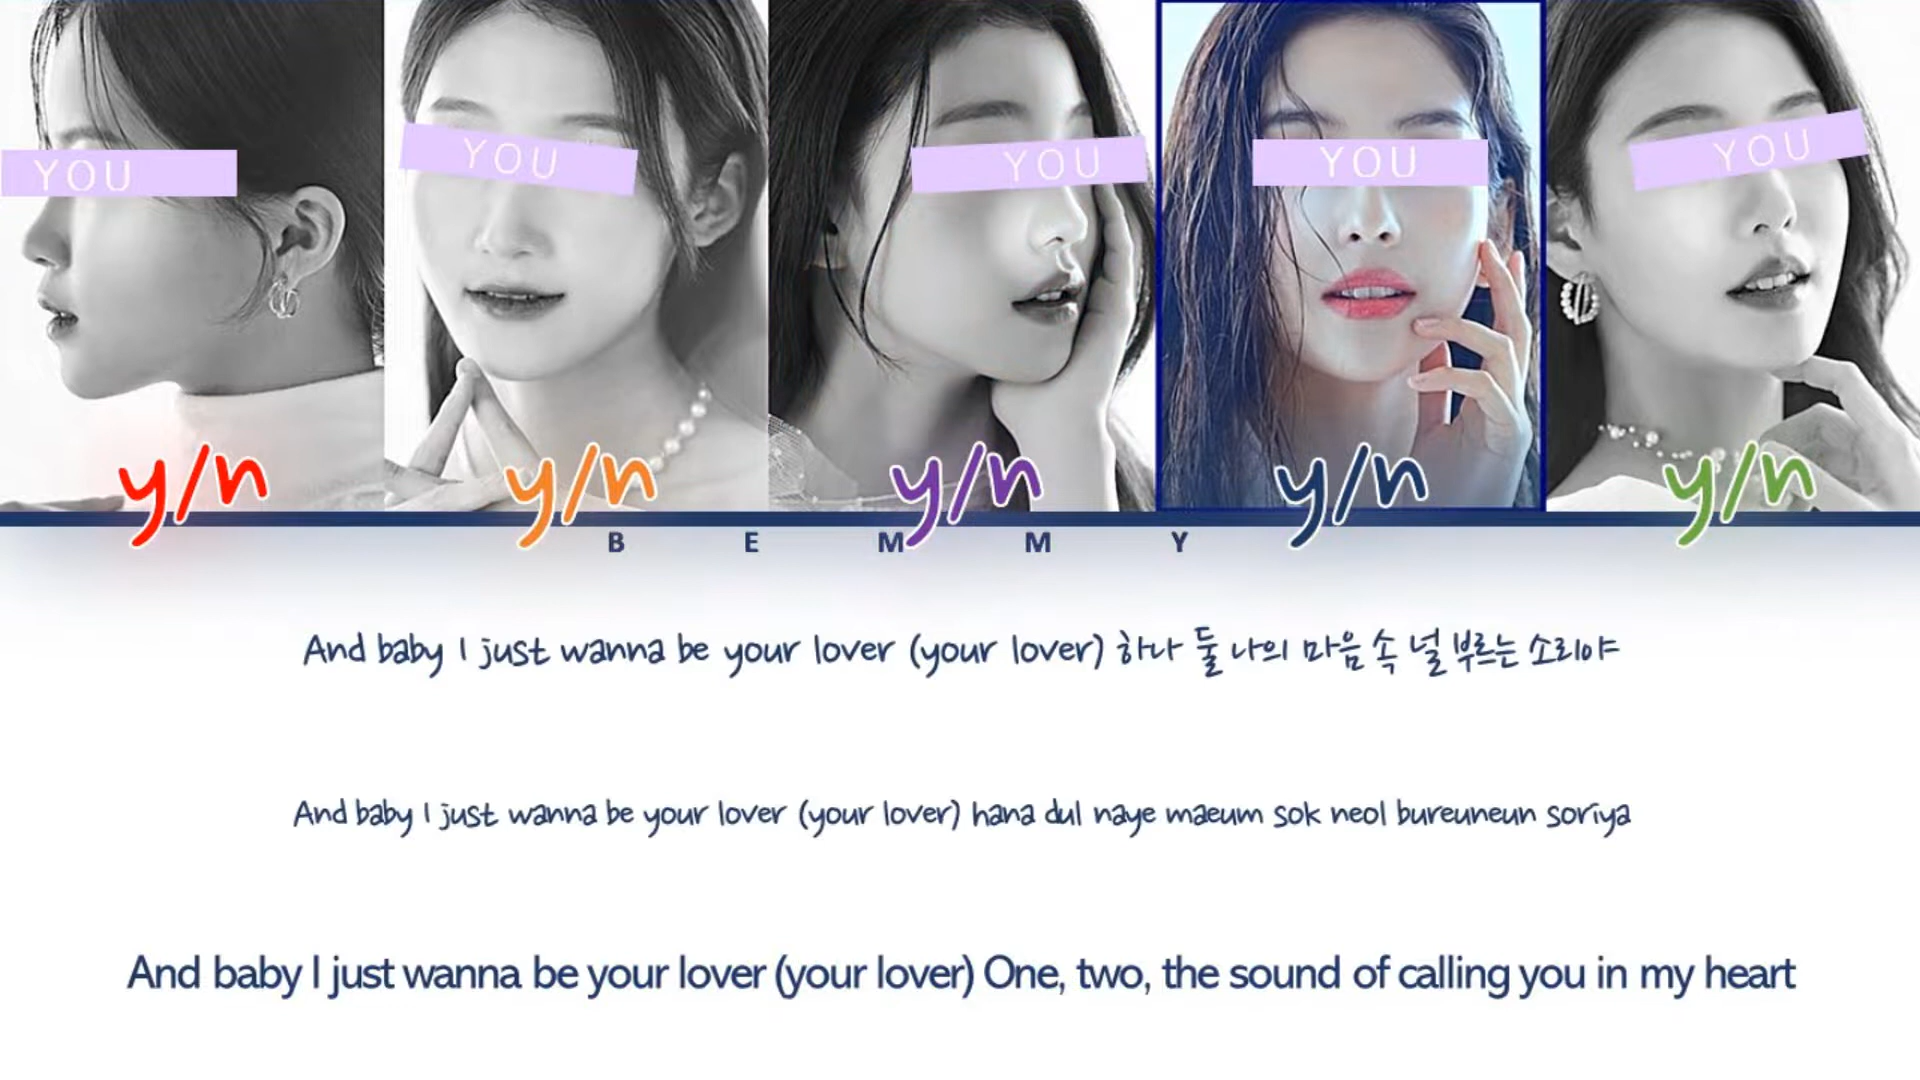 YOU
YOU
YOU
YOU
YOU
y/n
y/n
y/n
y/n
y/n
B E M M Y
And baby I just wanna be your lover (your lover) 하나 둘 나의 마음 속 널 부르는 소리야
And baby I just wanna be your lover (your lover) hana dul naye maeum sok neol bureuneun soriya
And baby I just wanna be your lover (your lover) One, two, the sound of calling you in my heart